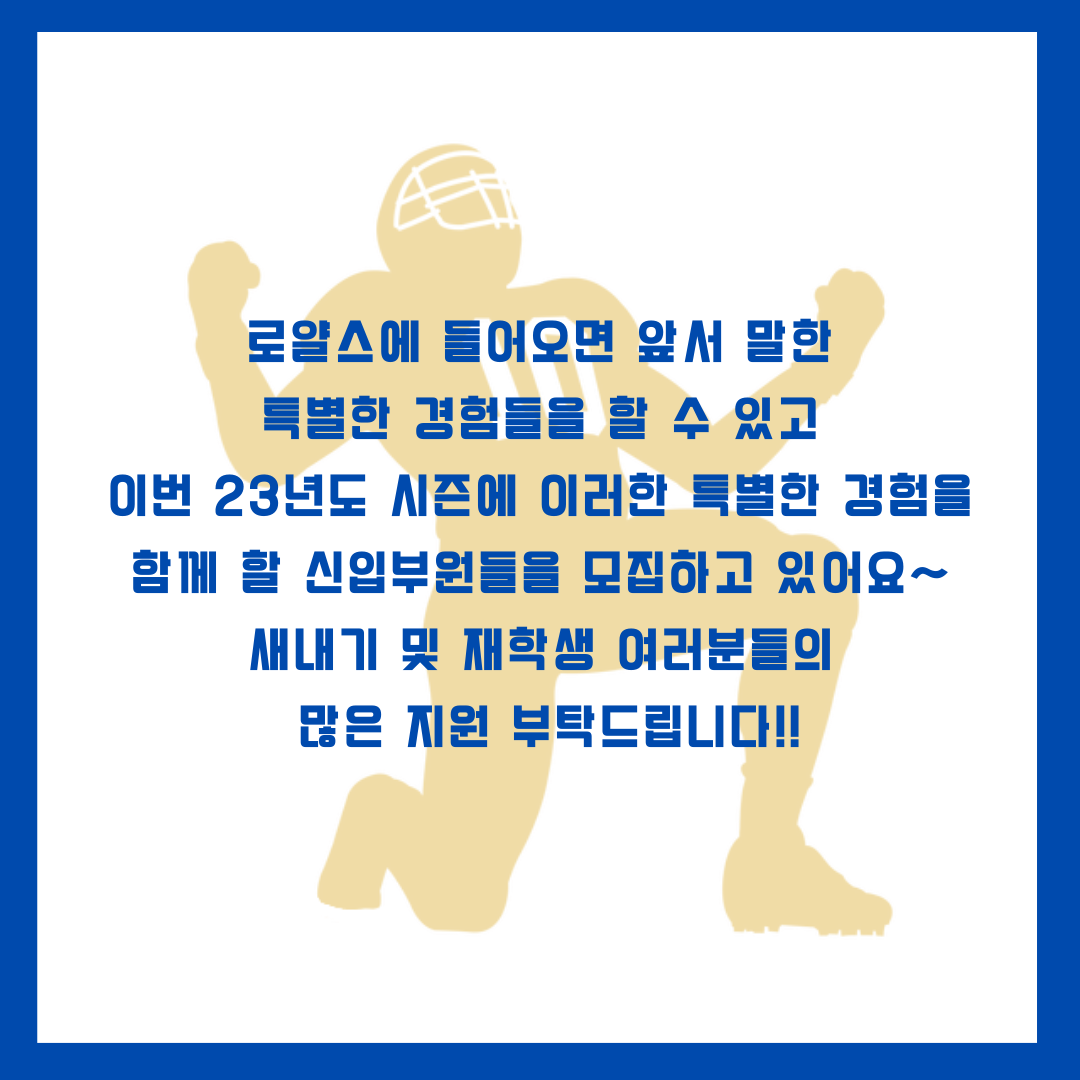 로얄스에 들어오면 앞서 말한
특별한 경험들을 할 수 있고
이번 23년도 시즌에 이러한 특별한 경험을
함께 할 신입부원들을 모집하고 있어요~
새내기 및 재학생 여러분들의
많은 지원 부탁드립니다!!